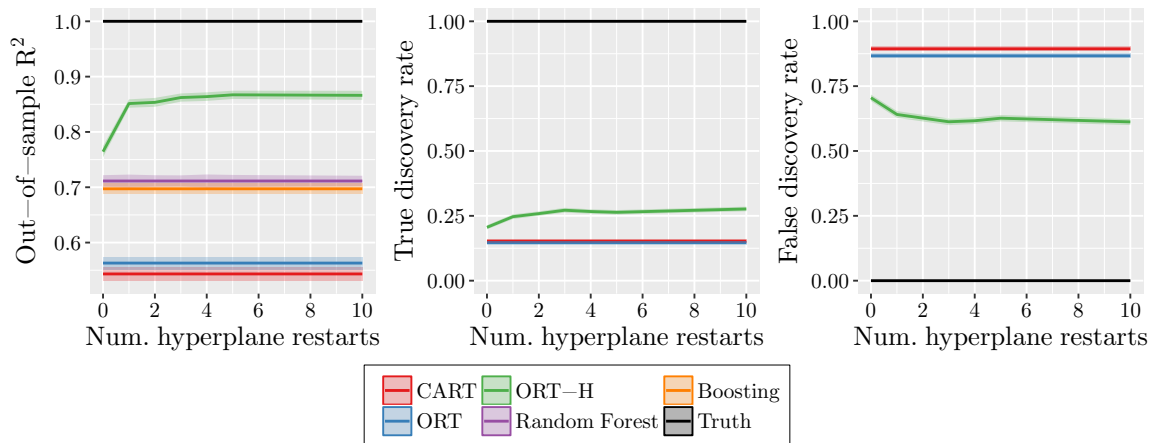 Out−of−sample R²
1.0
0.9
0.8
0.7
0.6
0 2 4 6 8 10
Num. hyperplane restarts
True discovery rate
1.00
0.75
0.50
0.25
0.00
0 2 4 6 8 10
Num. hyperplane restarts
False discovery rate
1.00
0.75
0.50
0.25
0.00
0 2 4 6 8 10
Num. hyperplane restarts
CART ORT−H Boosting
ORT Random Forest Truth